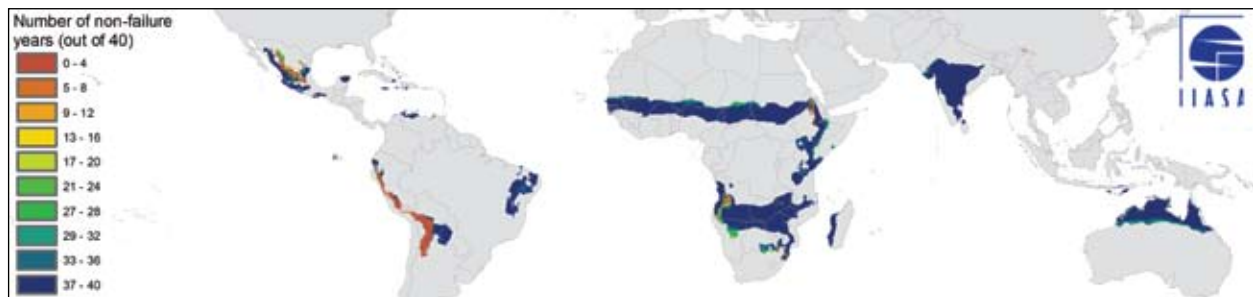 Number of non-failure
years (out of 40)
0 - 4
5 - 8
9 - 12
13 - 16
17 - 20
21 - 24
27 - 28
29 - 32
33 - 36
37 - 40
IIASA